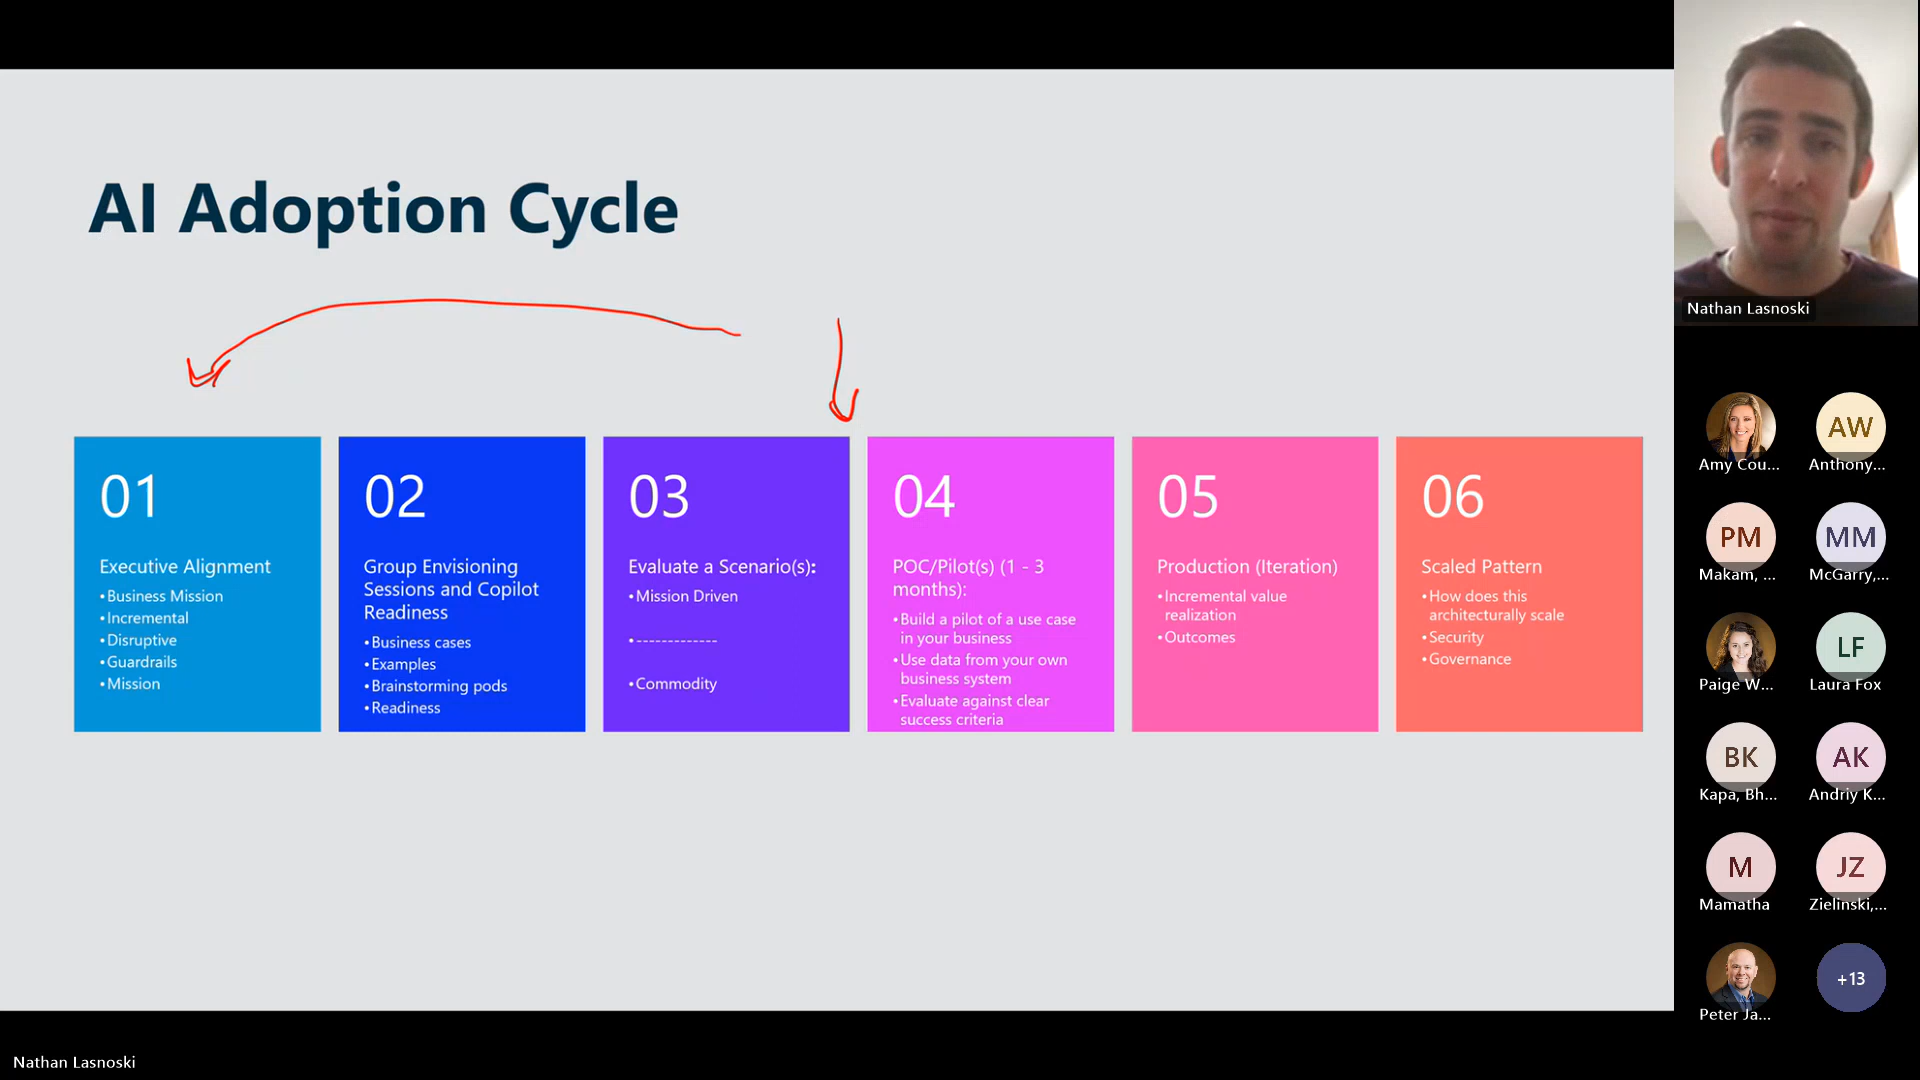 AI Adoption Cycle
01
Executive Alignment
•Business Mission
•Incremental
•Disruptive
•Guardrails
•Mission
02
Group Envisioning
Sessions and Copilot
Readiness
•Business cases
•Examples
•Brainstorming pods
•Readiness
03
Evaluate a Scenario(s):
•Mission Driven
•-------------
•Commodity
04
POC/Pilot(s) (1 - 3
months):
•Build a pilot of a use case
in your business
•Use data from your own
business system
•Evaluate against clear
success criteria
05
Production (Iteration)
•Incremental value
realization
•Outcomes
06
Scaled Pattern
•How does this
architecturally scale
•Security
•Governance
Nathan Lasnoski
Amy Cou...
AW
Anthony...
PM
Makam, ...
MM
McGarry,...
Paige W...
LF
Laura Fox
BK
Kapa, Bh...
AK
Andriy K...
M
Mamatha
JZ
Zielinski,...
Peter Ja...
+13
Nathan Lasnoski